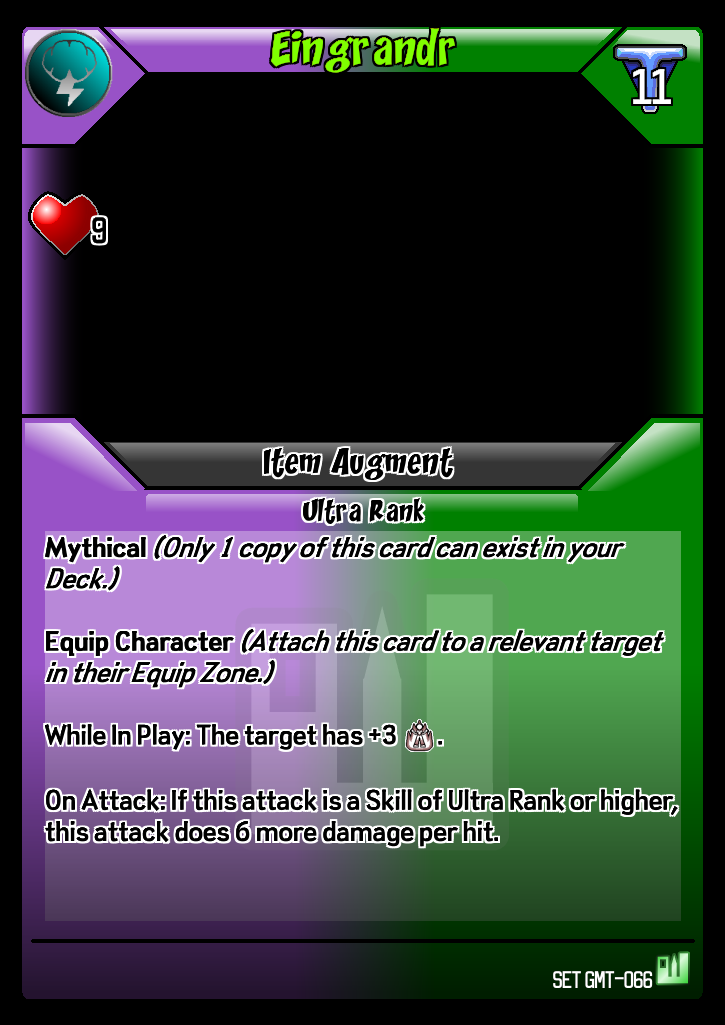 Eingrandr
11
9
Item Augment
Ultra Rank
Mythical (Only 1 copy of this card can exist in your
Deck.)
Equip Character (Attach this card to a relevant target
in their Equip Zone.)
While In Play: The target has +3 .
On Attack: If this attack is a Skill of Ultra Rank or higher,
this attack does 6 more damage per hit.
SET GMT-066